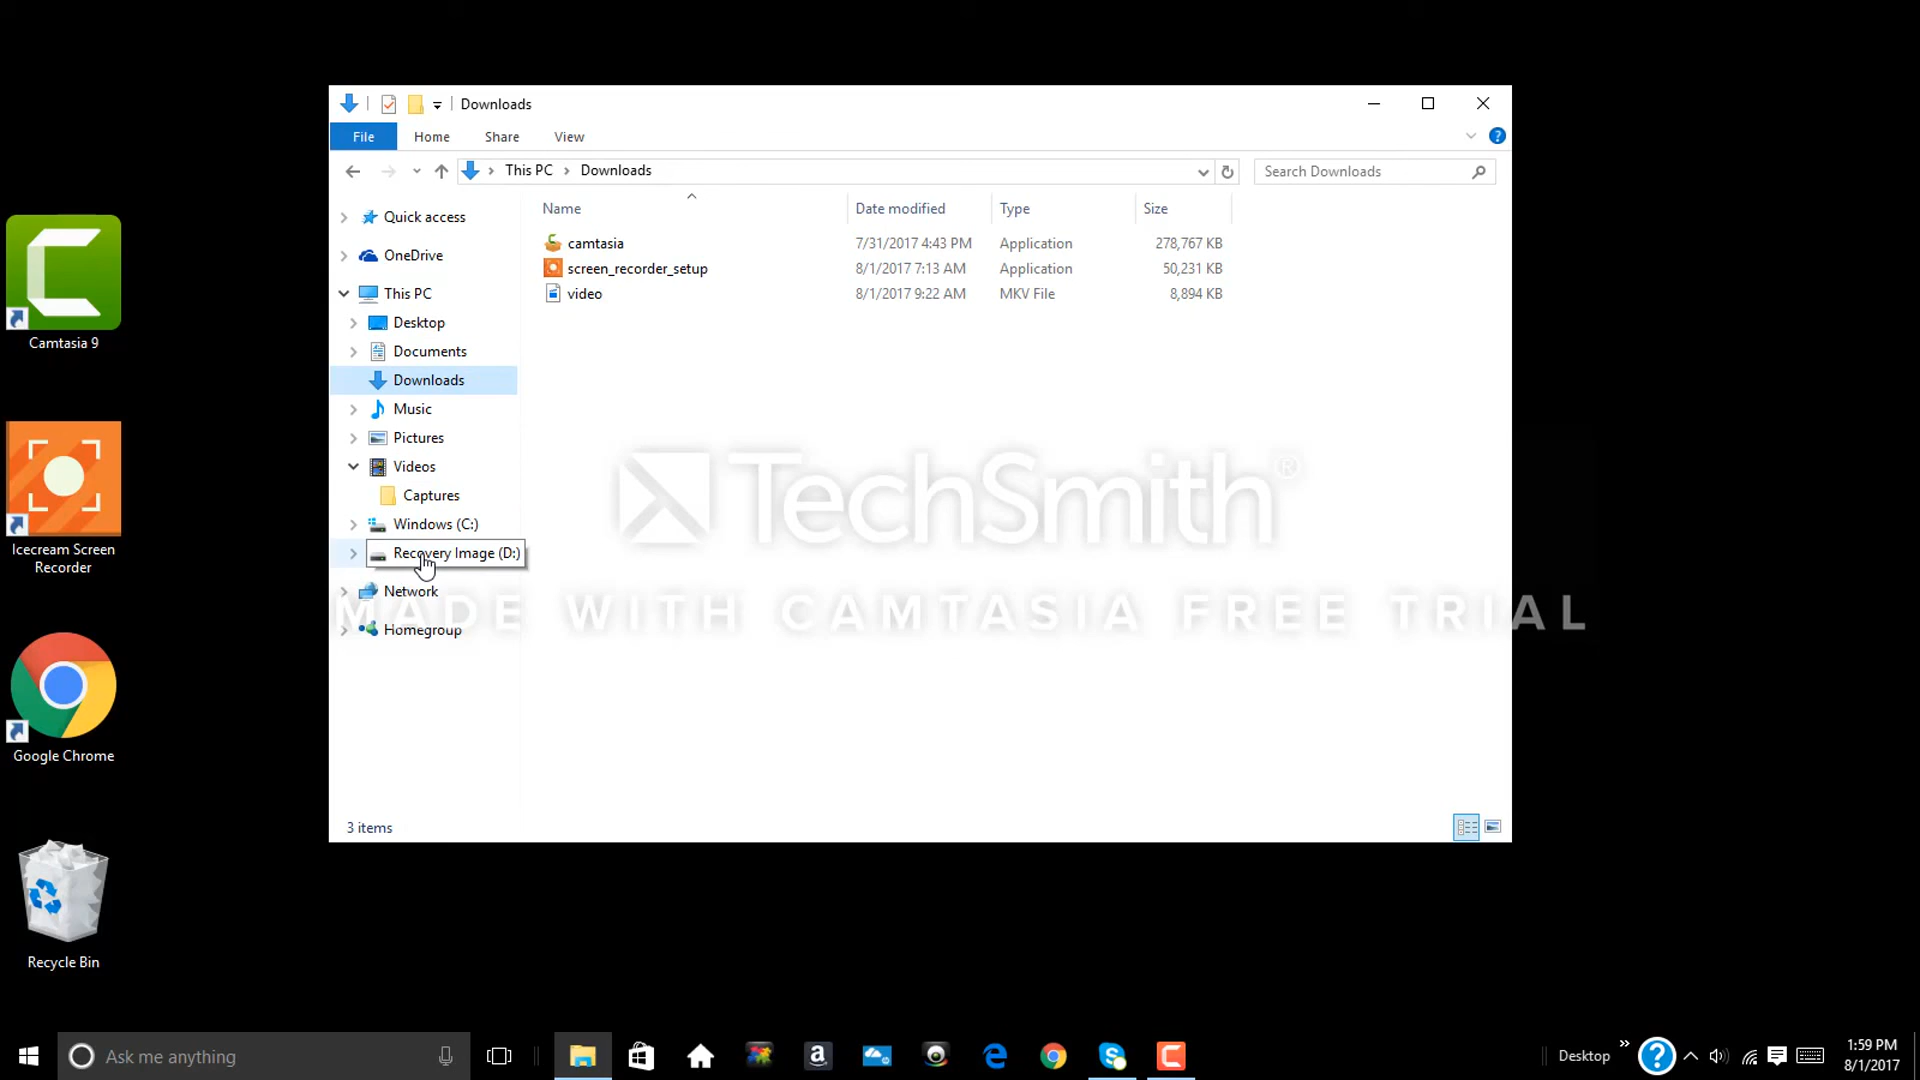 Downloads
File Home Share View
This PC Downloads
Search Downloads
Name Date modified Type Size
camtasia 7/31/2017 4:43 PM Application 278,767 KB
screen_recorder_setup 8/1/2017 7:13 AM Application 50,231 KB
video 8/1/2017 9:22 AM MKV File 8,894 KB
Quick access
OneDrive
This PC
Desktop
Documents
Downloads
Music
Pictures
Videos
Captures
Windows (C:)
Recovery Image (D:)
Network
Homegroup
3 items
TechSmith®
MADE WITH CAMTASIA FREE TRIAL
Camtasia 9
Icecream Screen
Recorder
Google Chrome
Recycle Bin
Ask me anything
Desktop
1:59 PM
8/1/2017